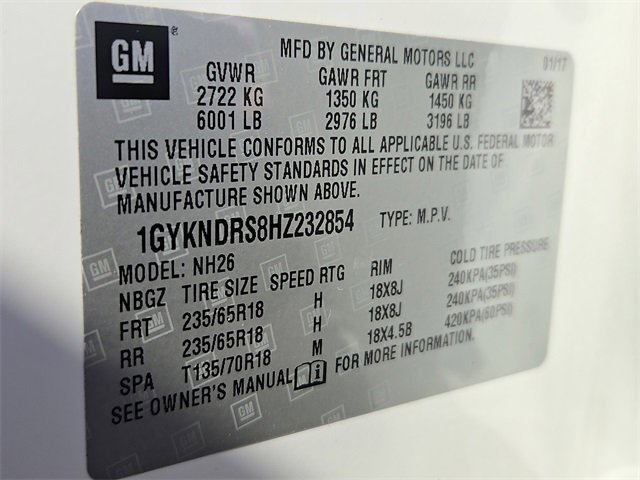 GM
®
MFD BY GENERAL MOTORS LLC 01/17
GVWR GAWR FRT GAWR RR
2722 KG 1350 KG 1450 KG
6001 LB 2976 LB 3196 LB
THIS VEHICLE CONFORMS TO ALL APPLICABLE U.S. FEDERAL MOTOR
VEHICLE SAFETY STANDARDS IN EFFECT ON THE DATE OF
MANUFACTURE SHOWN ABOVE.
1GYKNDRS8HZ232854 TYPE: M.P.V.
MODEL: NH26
NBGZ TIRE SIZE SPEED RTG RIM COLD TIRE PRESSURE
FRT 235/65R18 H 18X8J 240KPA(35PSI)
RR 235/65R18 H 18X8J 240KPA(35PSI)
SPA T135/70R18 M 18X4.5B 420KPA(60PSI)
SEE OWNER'S MANUAL i FOR MORE INFORMATION.